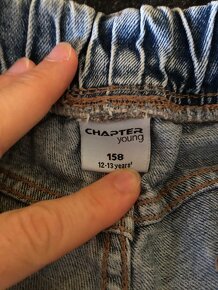 CHAPTER
young
158
12-13 years*